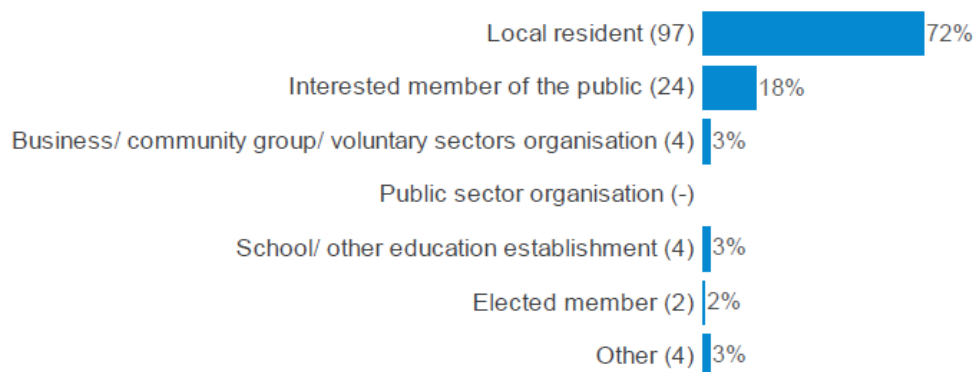 Local resident (97) 72%
Interested member of the public (24) 18%
Business/ community group/ voluntary sectors organisation (4) 3%
Public sector organisation (-)
School/ other education establishment (4) 3%
Elected member (2) 2%
Other (4) 3%